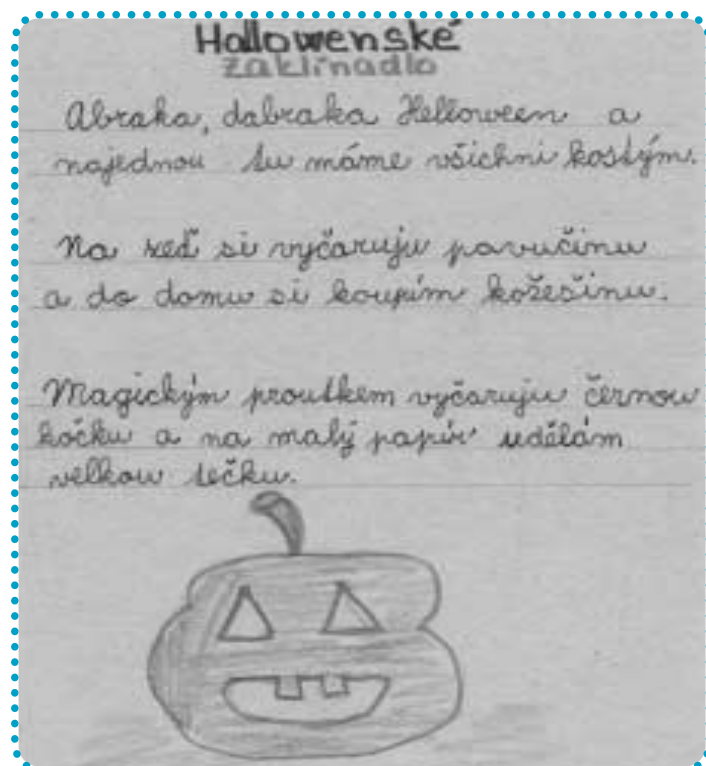 Hallowenské
zaklínadlo
Abraka, dabraka Helloween a
najednou tu máme všichni kostým.
Na zeď si vyčaruju pavučinu
a do domu si koupím kožešinu.
Magickým proutkem vyčaruju černou
kočku a na malý papír udělám
velkou tečku.